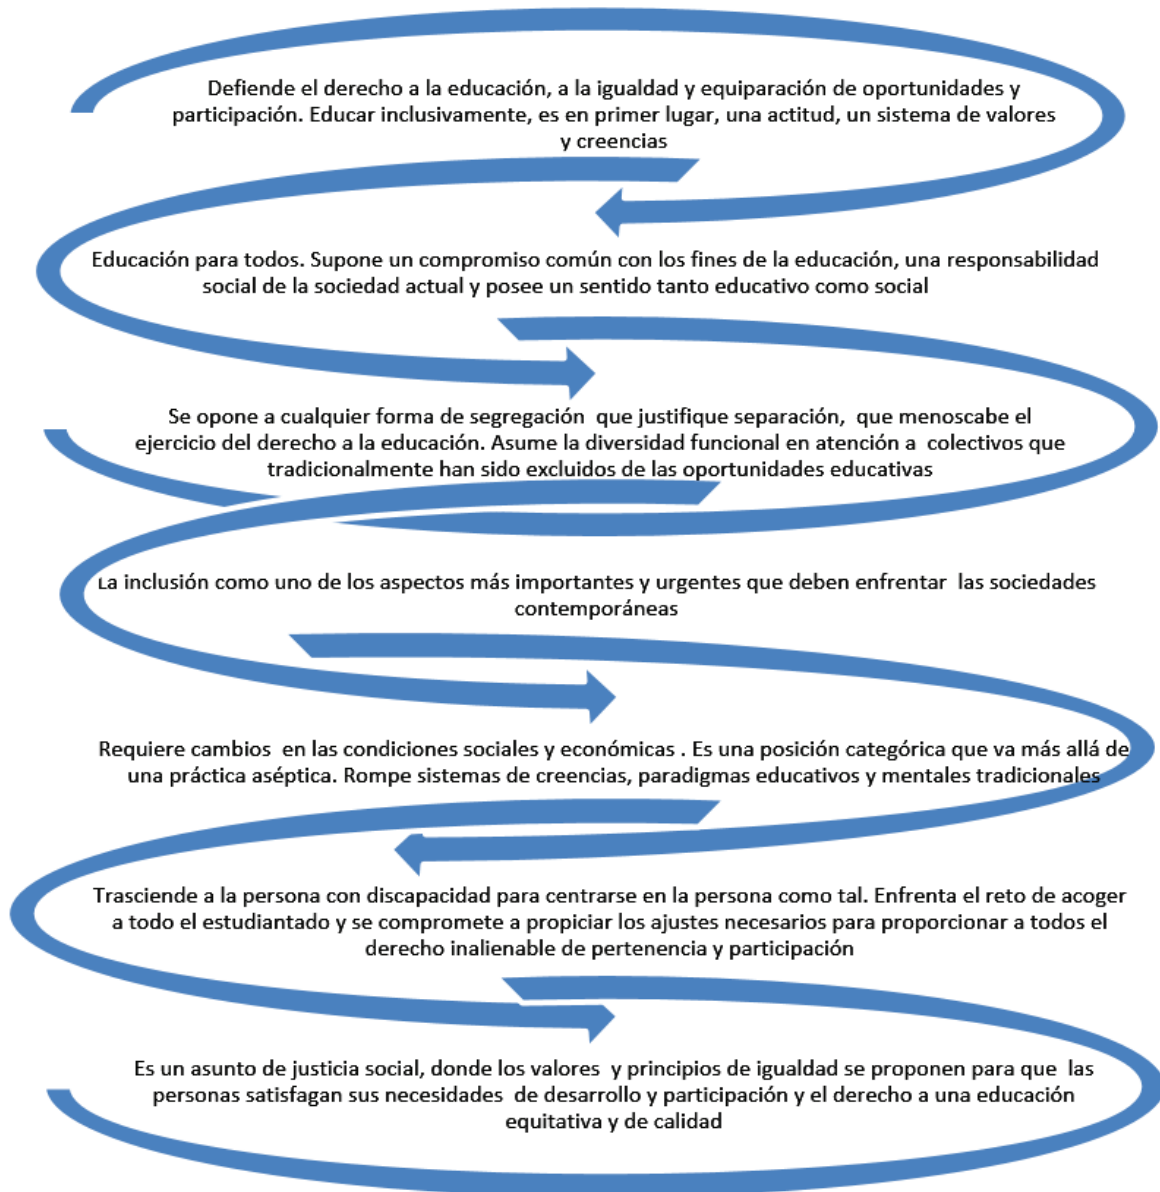 Defiende el derecho a la educación, a la igualdad y equiparación de oportunidades y
participación. Educar inclusivamente, es en primer lugar, una actitud, un sistema de valores
y creencias
Educación para todos. Supone un compromiso común con los fines de la educación, una responsabilidad
social de la sociedad actual y posee un sentido tanto educativo como social
Se opone a cualquier forma de segregación que justifique separación, que menoscabe el
ejercicio del derecho a la educación. Asume la diversidad funcional en atención a colectivos que
tradicionalmente han sido excluidos de las oportunidades educativas
La inclusión como uno de los aspectos más importantes y urgentes que deben enfrentar las sociedades
contemporáneas
Requiere cambios en las condiciones sociales y económicas . Es una posición categórica que va más allá de
una práctica aséptica. Rompe sistemas de creencias, paradigmas educativos y mentales tradicionales
Trasciende a la persona con discapacidad para centrarse en la persona como tal. Enfrenta el reto de acoger
a todo el estudiantado y se compromete a propiciar los ajustes necesarios para proporcionar a todos el
derecho inalienable de pertenencia y participación
Es un asunto de justicia social, donde los valores y principios de igualdad se proponen para que las
personas satisfagan sus necesidades de desarrollo y participación y el derecho a una educación
equitativa y de calidad